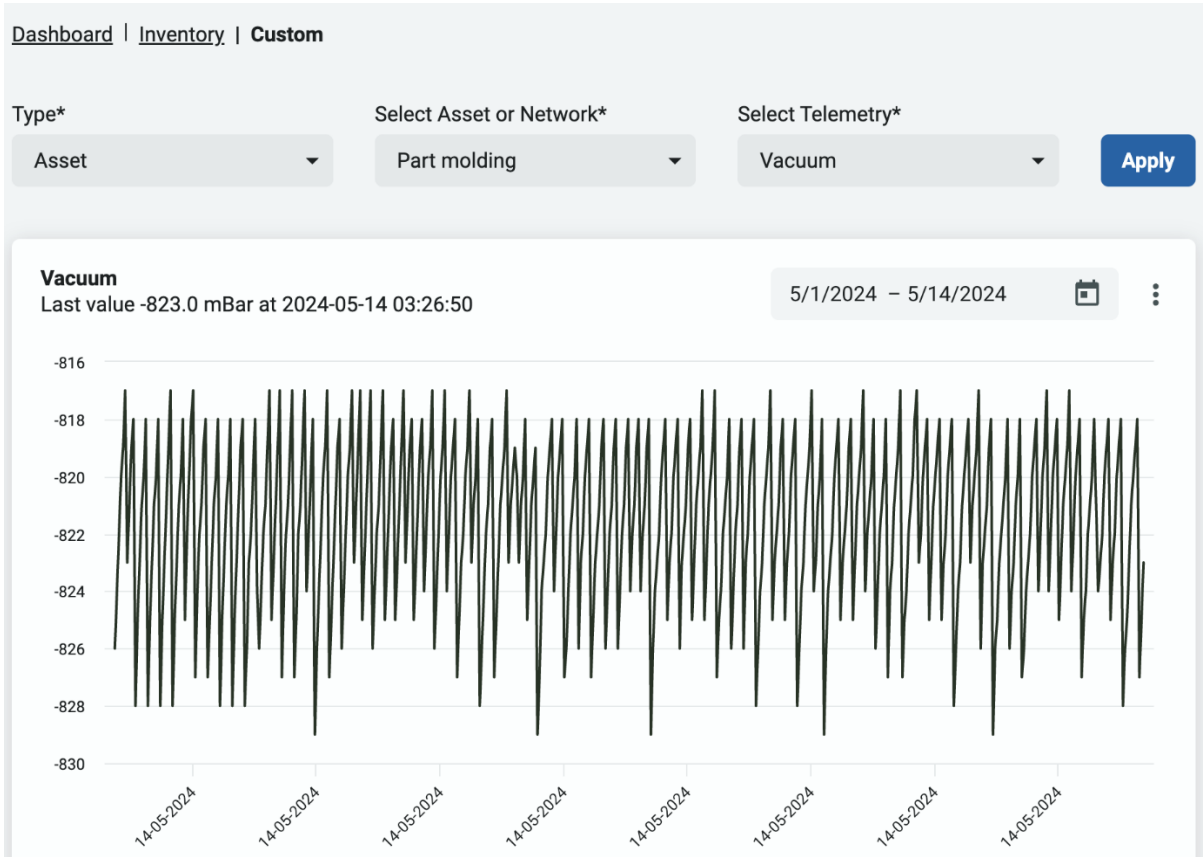 Dashboard | Inventory | Custom
Type*
Select Asset or Network*
Select Telemetry*
Asset
Part molding
Vacuum
Apply
Vacuum
Last value -823.0 mBar at 2024-05-14 03:26:50
5/1/2024 – 5/14/2024
-816
-818
-820
-822
-824
-826
-828
-830
14-05-2024
14-05-2024
14-05-2024
14-05-2024
14-05-2024
14-05-2024
14-05-2024
14-05-2024